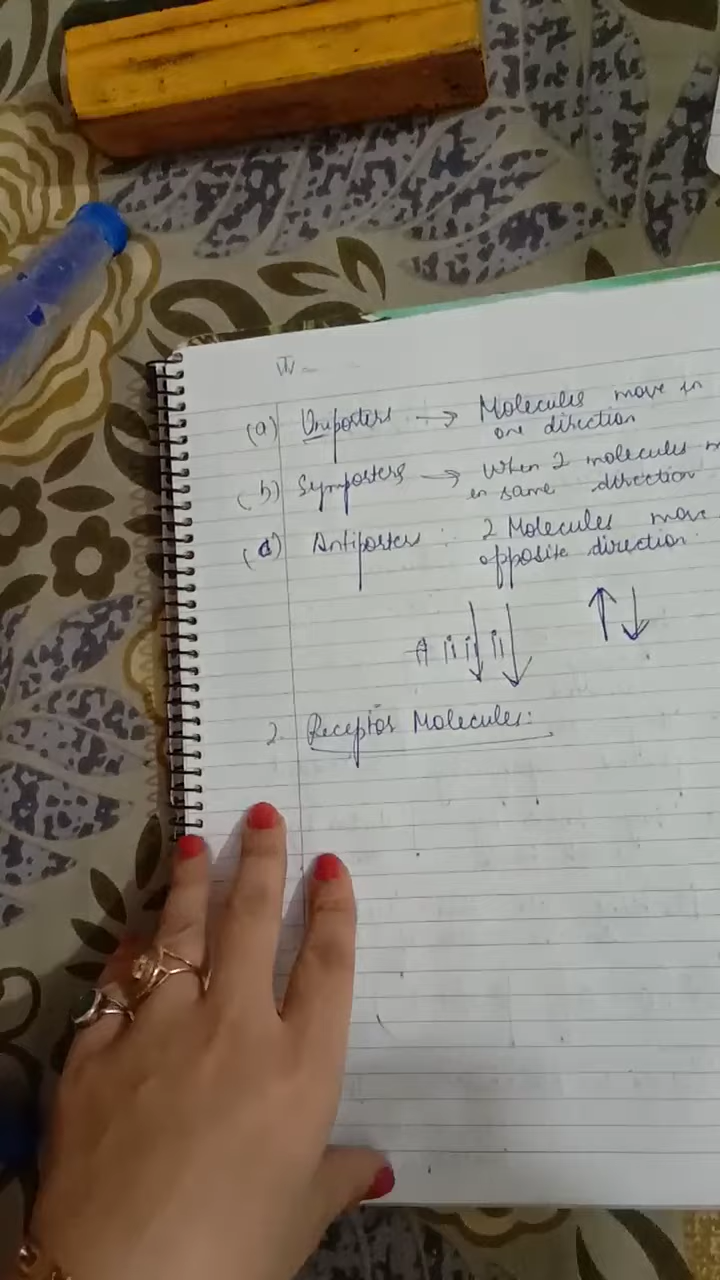 (a) Uniporters → Molecules move in
one direction
(b) Symporters → When 2 molecules m
in same direction
(c) Antiporters : 2 Molecules move
opposite direction.
2. Receptor Molecules: